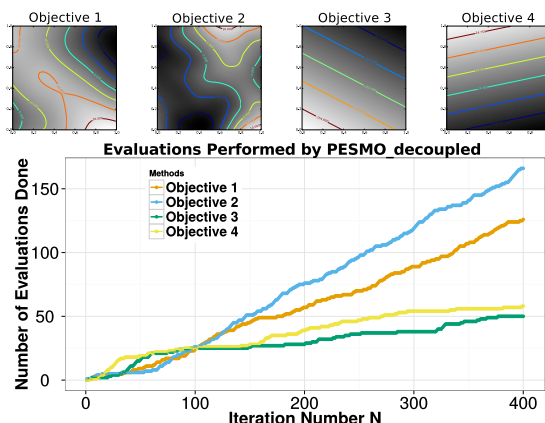 Objective 1
Objective 2
Objective 3
Objective 4
Evaluations Performed by PESMO_decoupled
Number of Evaluations Done
150
100
50
0
Methods
Objective 1
Objective 2
Objective 3
Objective 4
0
100
200
300
400
Iteration Number N